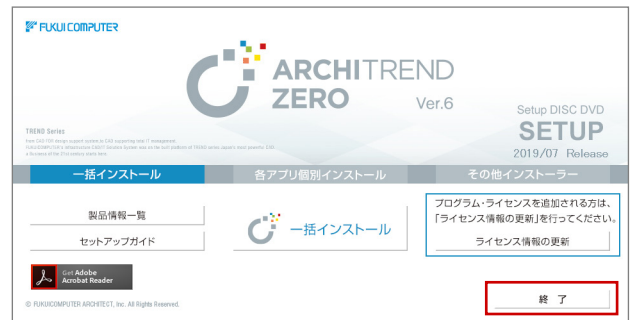 FUKUI COMPUTER
ARCHITREND
ZERO Ver.6
Setup DISC DVD
SETUP
2019/07 Release
TREND Series
一括インストール 各アプリ個別インストール その他インストーラー
製品情報一覧
セットアップガイド
一括インストール
プログラム・ライセンスを追加される方は、
「ライセンス情報の更新」を行ってください。
ライセンス情報の更新
Get Adobe
Acrobat Reader
終 了
© FUKUICOMPUTER ARCHITECT, Inc. All Rights Reserved.